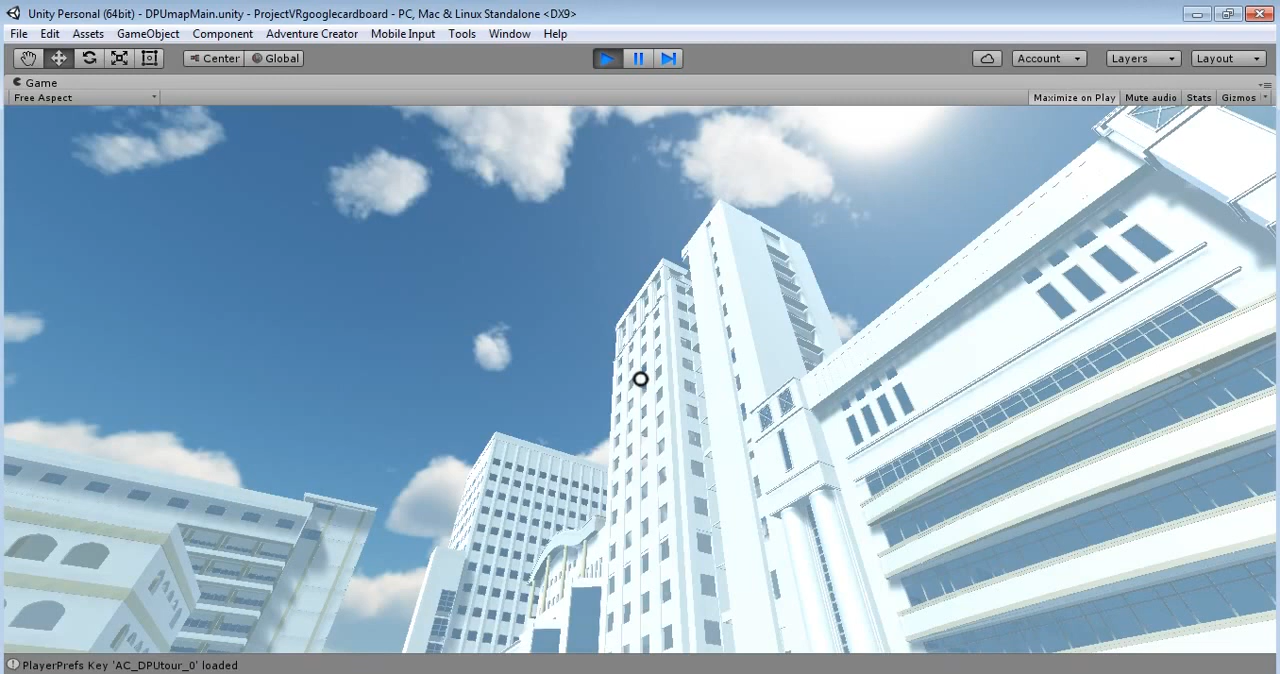 Unity Personal (64bit) - DPUmapMain.unity - ProjectVRgooglecardboard - PC, Mac & Linux Standalone <DX9>
File Edit Assets GameObject Component Adventure Creator Mobile Input Tools Window Help
Center Global Account Layers Layout
Game
Free Aspect Maximize on Play Mute audio Stats Gizmos
PlayerPrefs Key 'AC_DPUtour_0' loaded